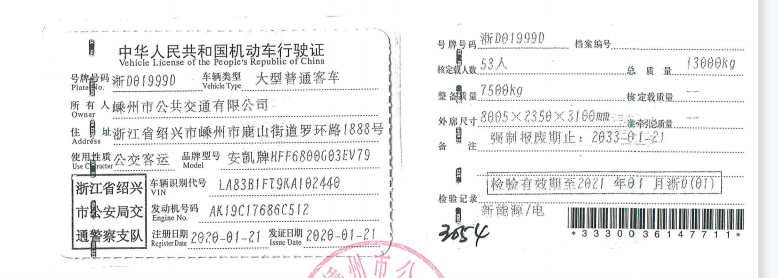 中华人民共和国机动车行驶证
Vehicle License of the People's Republic of China
号牌号码 浙D01999D 车辆类型 大型普通客车
Plate No. Vehicle Type
所有人 嵊州市公共交通有限公司
Owner
住址 浙江省绍兴市嵊州市鹿山街道罗环路1888号
Address
使用性质 公交客运 品牌型号 安凯牌HFF6800G03EV79
Use Character Model
浙江省绍兴
市公安局交
通警察支队
车辆识别代号 LA83B1FT9KA102440
VIN
发动机号码 AK19C17686C512
Engine No.
注册日期 2020-01-21 发证日期 2020-01-21
Register Date Issue Date
州市公
号牌号码 浙D01999D 档案编号
核定载人数 53人 总质量 13000kg
整备质量 7500kg 核定载质量 --
外廓尺寸 8005×2350×3100mm 准牵引总质量 --
备注 强制报废期止：2033-01-21
检验有效期至2021 年01 月浙D(01)
检验记录
新能源/电
3054
*3330036147711*